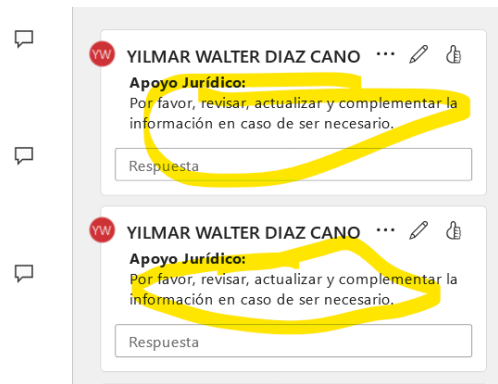 YW YILMAR WALTER DIAZ CANO ...
Apoyo Jurídico:
Por favor, revisar, actualizar y complementar la
información en caso de ser necesario.
Respuesta
YW YILMAR WALTER DIAZ CANO ...
Apoyo Jurídico:
Por favor, revisar, actualizar y complementar la
información en caso de ser necesario.
Respuesta